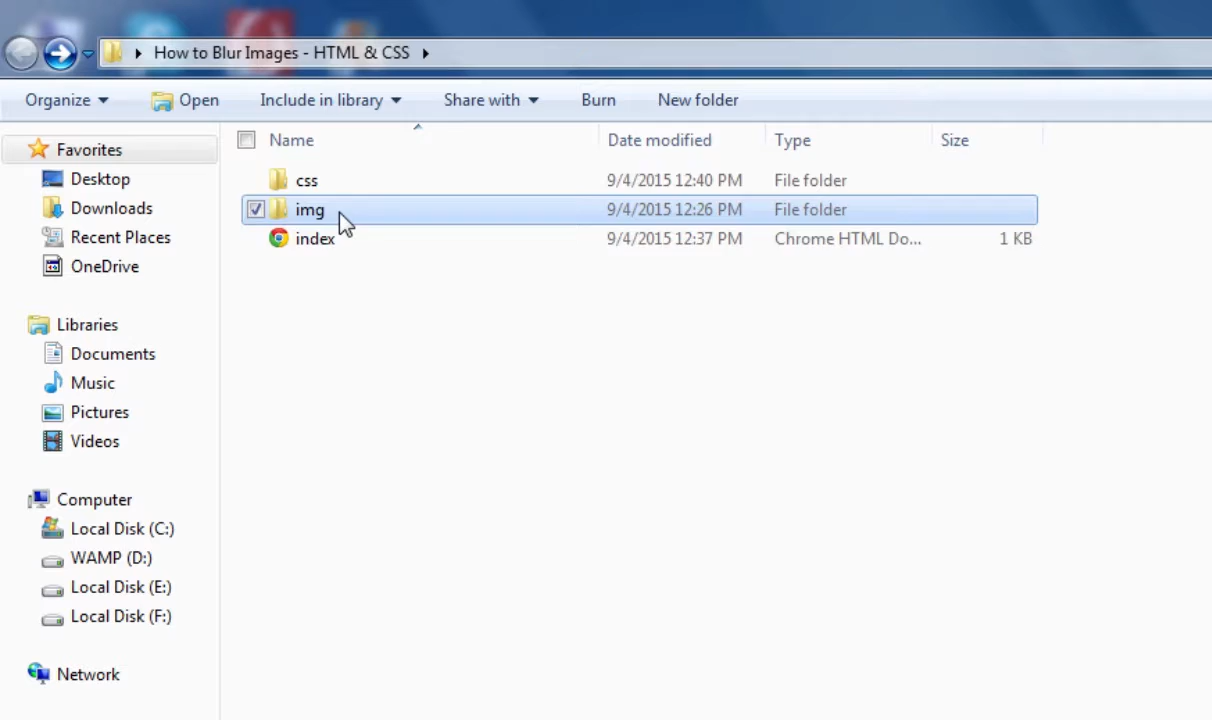 How to Blur Images - HTML & CSS
Organize Open Include in library Share with Burn New folder
Name Date modified Type Size
Favorites
Desktop
Downloads
Recent Places
OneDrive
Libraries
Documents
Music
Pictures
Videos
Computer
Local Disk (C:)
WAMP (D:)
Local Disk (E:)
Local Disk (F:)
Network
css 9/4/2015 12:40 PM File folder
img 9/4/2015 12:26 PM File folder
index 9/4/2015 12:37 PM Chrome HTML Do... 1 KB